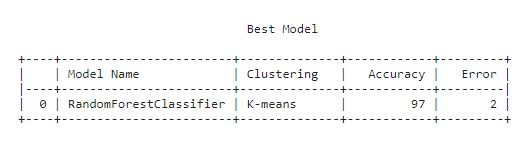 Best Model
+----+------------------------+--------------+------------+---------+
|    | Model Name             | Clustering   |   Accuracy |   Error |
|----+------------------------+--------------+------------+---------|
|  0 | RandomForestClassifier | K-means      |         97 |       2 |
+----+------------------------+--------------+------------+---------+